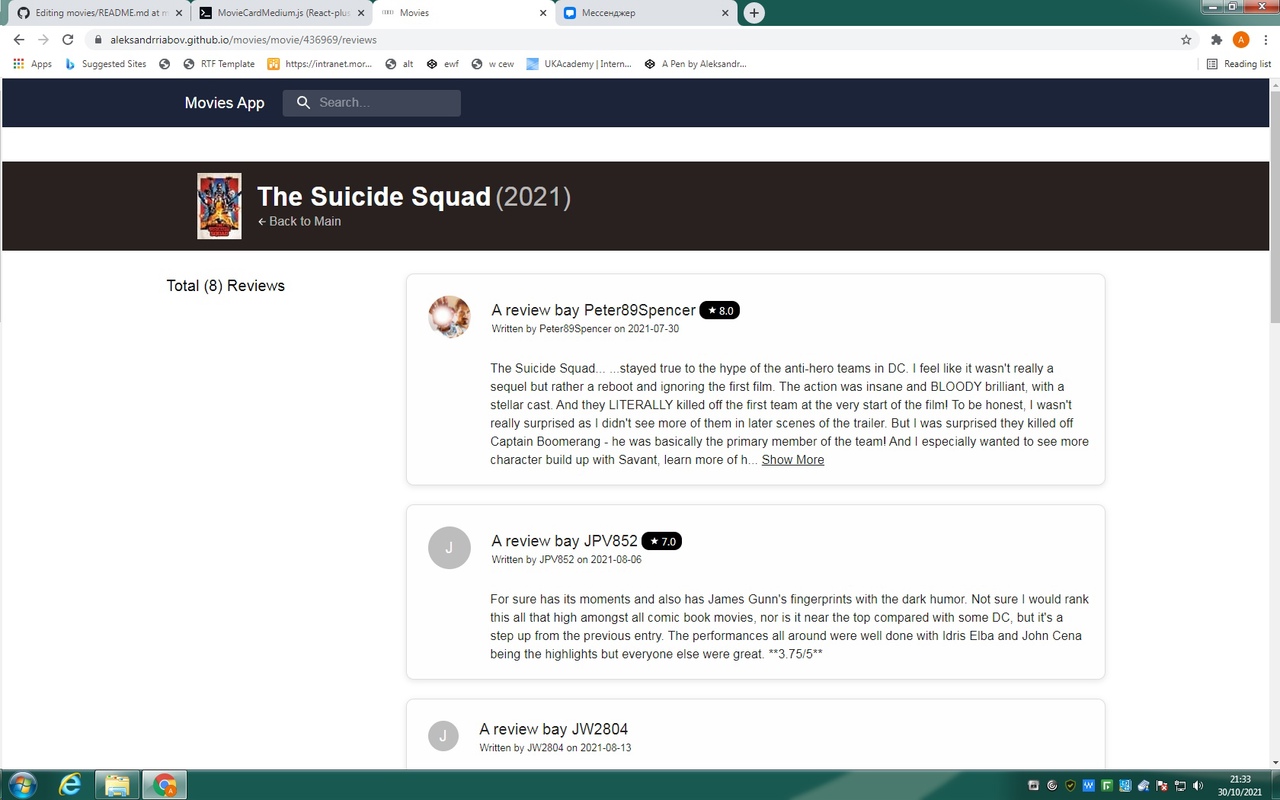 Editing movies/README.md at m
MovieCardMedium.js (React-plus
Movies
Мессенджер
aleksandrriabov.github.io/movies/movie/436969/reviews
Apps
Suggested Sites
RTF Template
https://intranet.mor...
alt
ewf
w cew
UKAcademy | Intern...
A Pen by Aleksandr...
Reading list
Movies App
Search...
The Suicide Squad (2021)
Back to Main
Total (8) Reviews
A review bay Peter89Spencer ★ 8.0
Written by Peter89Spencer on 2021-07-30
The Suicide Squad... ...stayed true to the hype of the anti-hero teams in DC. I feel like it wasn't really a
sequel but rather a reboot and ignoring the first film. The action was insane and BLOODY brilliant, with a
stellar cast. And they LITERALLY killed off the first team at the very start of the film! To be honest, I wasn't
really surprised as I didn't see more of them in later scenes of the trailer. But I was surprised they killed off
Captain Boomerang - he was basically the primary member of the team! And I especially wanted to see more
character build up with Savant, learn more of h... Show More
J
A review bay JPV852 ★ 7.0
Written by JPV852 on 2021-08-06
For sure has its moments and also has James Gunn's fingerprints with the dark humor. Not sure I would rank
this all that high amongst all comic book movies, nor is it near the top compared with some DC, but it's a
step up from the previous entry. The performances all around were well done with Idris Elba and John Cena
being the highlights but everyone else were great. **3.75/5**
J
A review bay JW2804
Written by JW2804 on 2021-08-13
21:33
30/10/2021